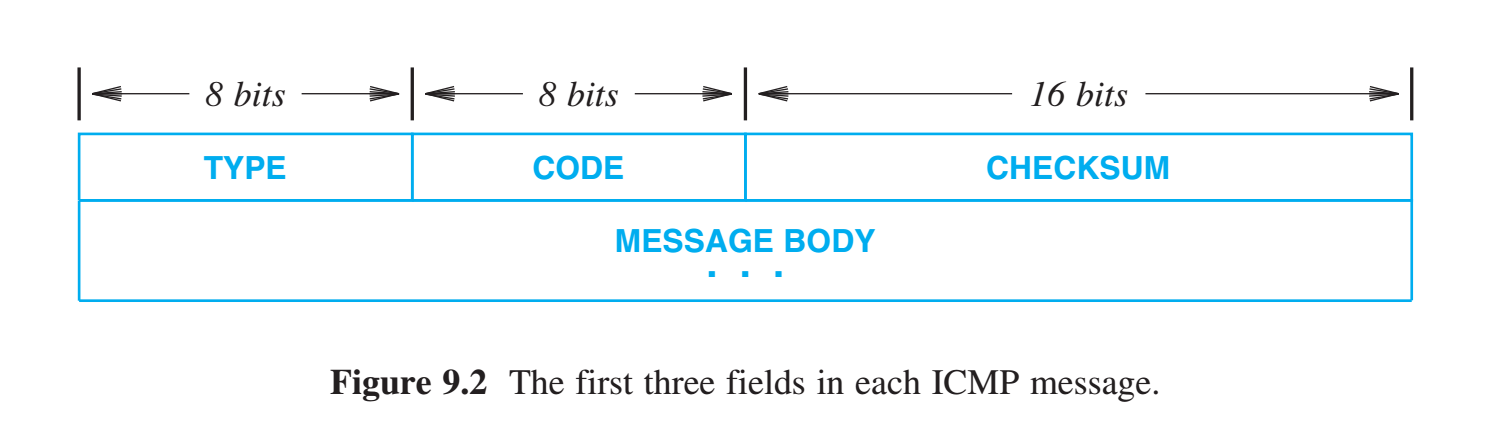 8 bits 8 bits 16 bits
TYPE CODE CHECKSUM
MESSAGE BODY
. . .
Figure 9.2 The first three fields in each ICMP message.